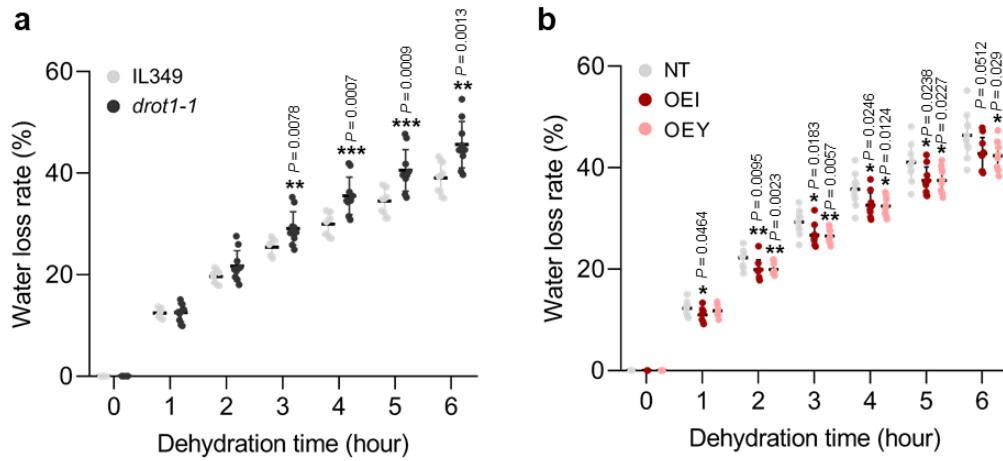 a
IL349
drot1-1
Water loss rate (%)
60
40
20
0
** P = 0.0078
*** P = 0.0007
*** P = 0.0009
** P = 0.0013
0 1 2 3 4 5 6
Dehydration time (hour)
b
NT
OEI
OEY
Water loss rate (%)
60
40
20
0
* P = 0.0464
** P = 0.0095
** P = 0.0023
* P = 0.0183
** P = 0.0057
* P = 0.0246
* P = 0.0124
* P = 0.0238
* P = 0.0227
P = 0.0512
* P = 0.029
0 1 2 3 4 5 6
Dehydration time (hour)